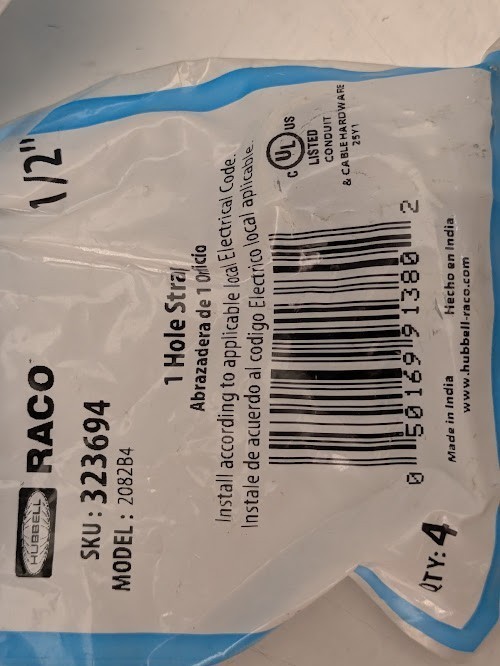 HUBBELL RACO
1/2"
SKU: 323694
MODEL: 2082B4
1 Hole Stra
Abrazadera de 1 Orificio
Install according to applicable local Electrical Code.
Instale de acuerdo al codigo Electrico local aplicable.
C UL US
LISTED
CONDUIT
& CABLE HARDWARE
25Y1
0 50169 91380 2
QTY: 4
Made in India Hecho en India
www.hubbell-raco.com